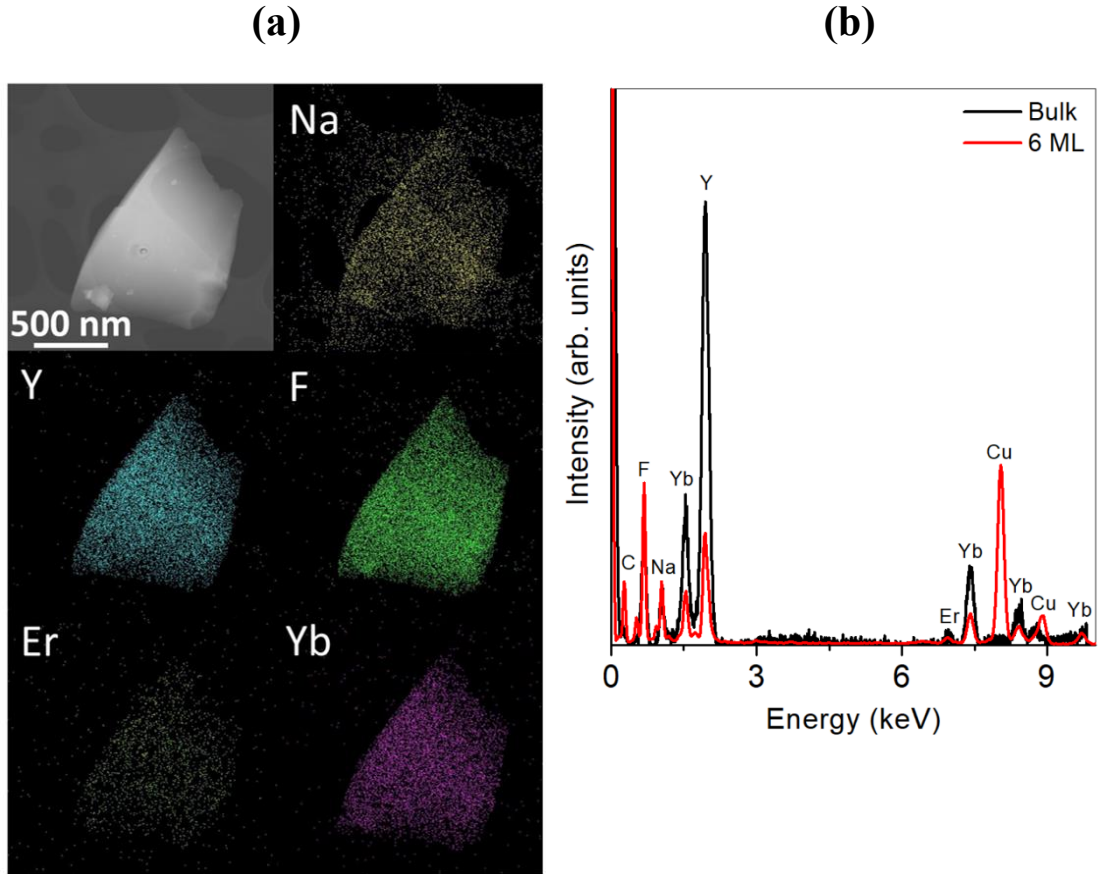 (a)
(b)
Na
500 nm
Y
F
Er
Yb
Bulk
6 ML
Y
Cu
F
Yb
C
Na
Yb
Yb
Cu
Er
Yb
Intensity (arb. units)
0
3
6
9
Energy (keV)